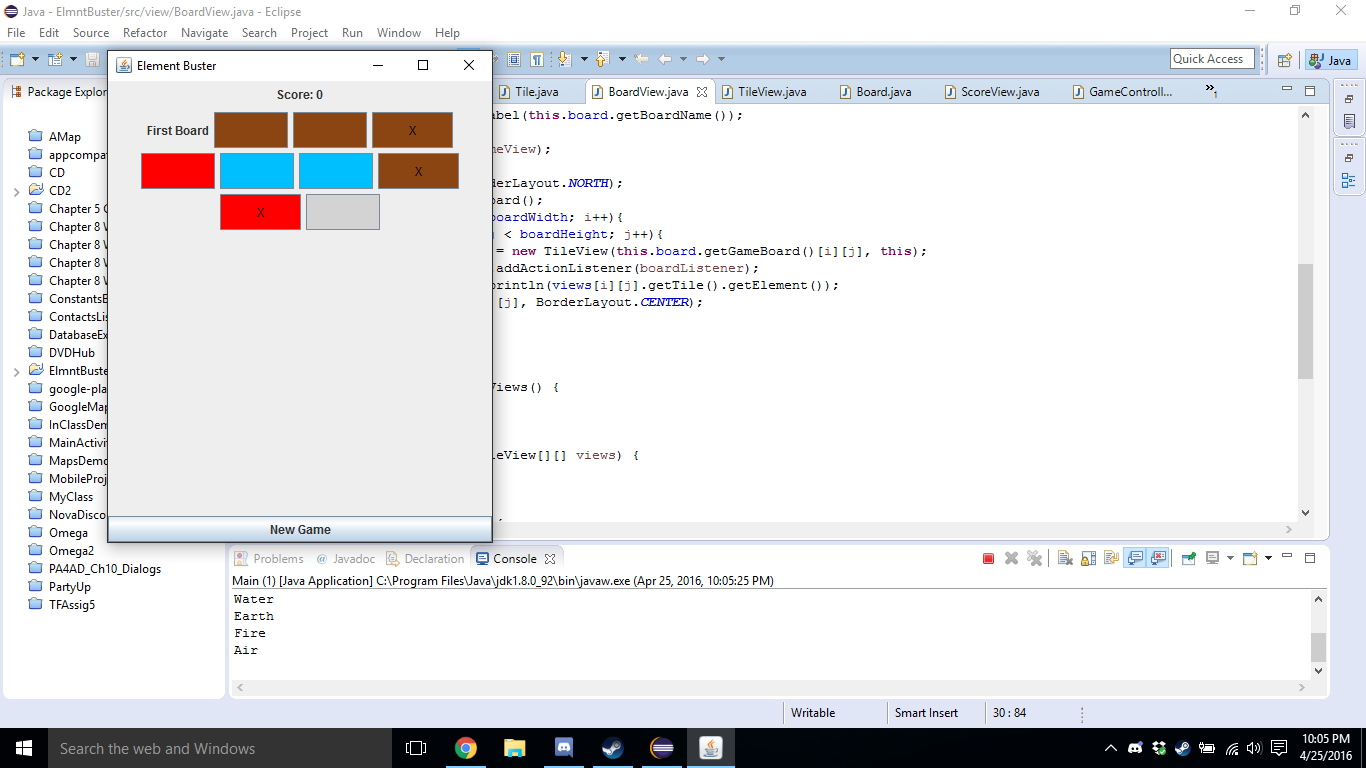 Java - ElmntBuster/src/view/BoardView.java - Eclipse
File Edit Source Refactor Navigate Search Project Run Window Help
Quick Access
Java
Element Buster
Score: 0
First Board X
X
X
New Game
Package Explor
AMap
appcompat
CD
CD2
Chapter 5
Chapter 8
Chapter 8
Chapter 8
Chapter 8
ConstantsE
ContactsLis
DatabaseEx
DVDHub
ElmntBuste
google-pla
GoogleMap
InClassDem
MainActivi
MapsDemo
MobileProj
MyClass
NovaDisco
Omega
Omega2
PA4AD_Ch10_Dialogs
PartyUp
TFAssig5
Tile.java BoardView.java TileView.java Board.java ScoreView.java GameControll... »1
abel(this.board.getBoardName());
meView);
derLayout.NORTH);
oard();
boardWidth; i++){
j < boardHeight; j++){
= new TileView(this.board.getGameBoard()[i][j], this);
addActionListener(boardListener);
println(views[i][j].getTile().getElement());
[j], BorderLayout.CENTER);
Views() {
leView[][] views) {
Problems @ Javadoc Declaration Console
Main (1) [Java Application] C:\Program Files\Java\jdk1.8.0_92\bin\javaw.exe (Apr 25, 2016, 10:05:25 PM)
Water
Earth
Fire
Air
Writable Smart Insert 30 : 84
Search the web and Windows
10:05 PM
4/25/2016